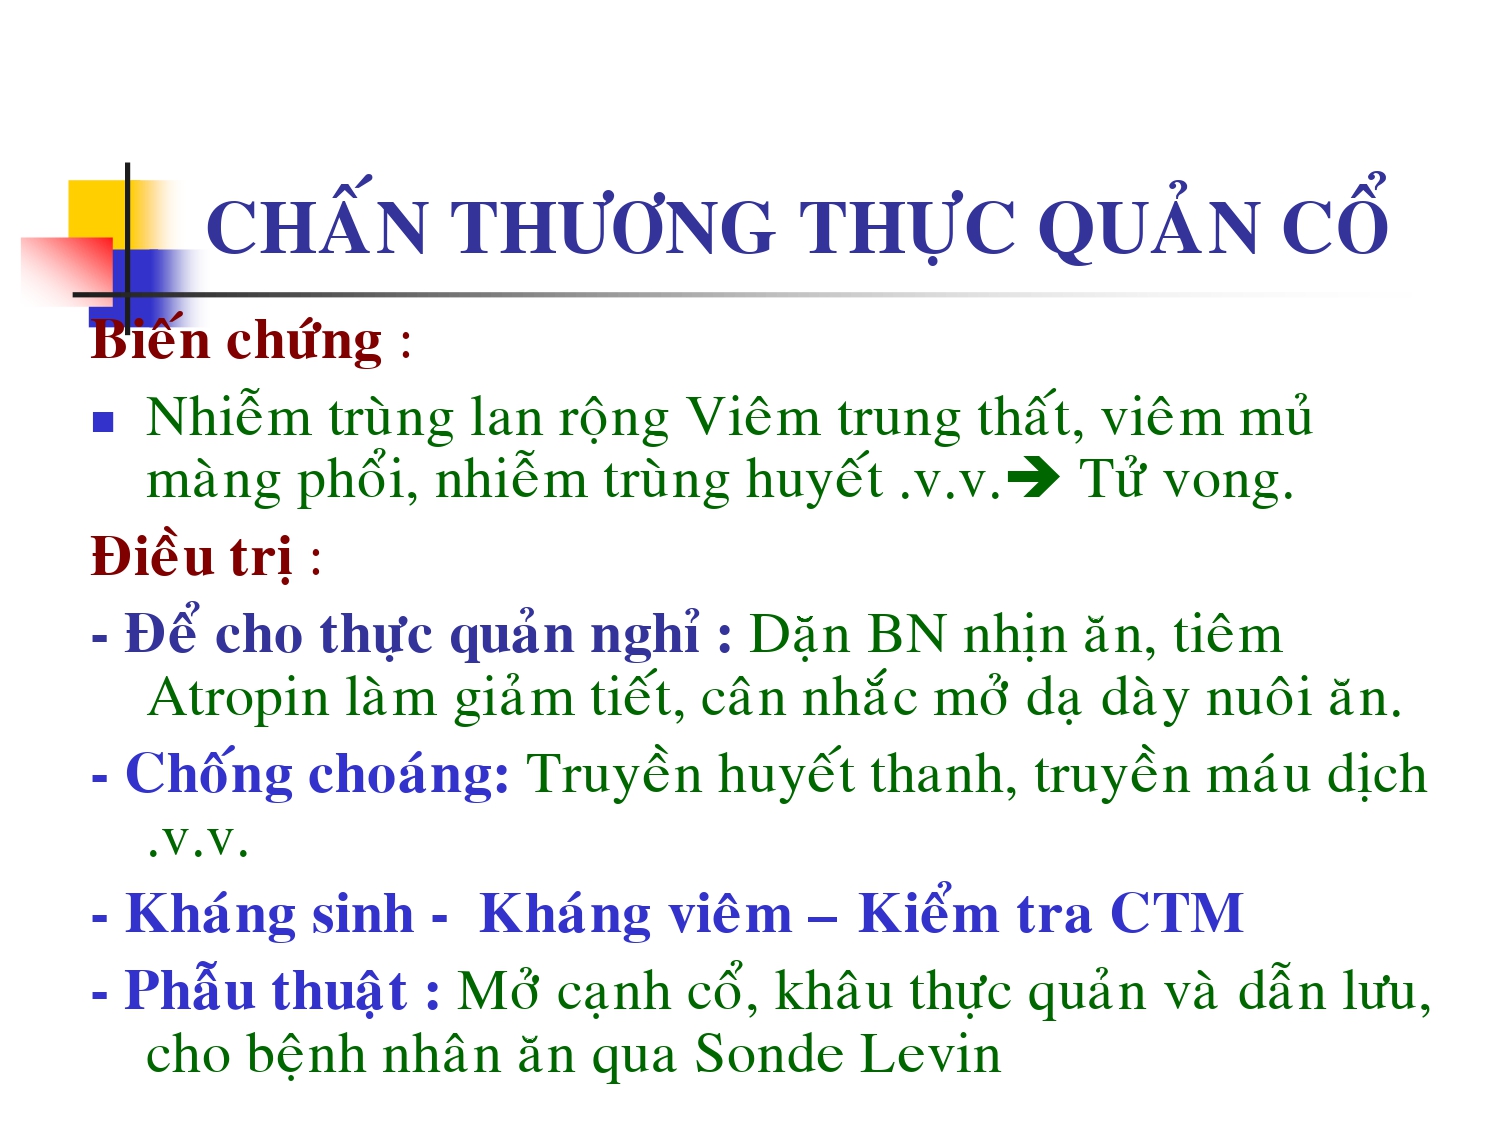 CHẤN THƯƠNG THỰC QUẢN CỔ
Biến chứng :
Nhiễm trùng lan rộng Viêm trung thất, viêm mủ
màng phổi, nhiễm trùng huyết .v.v.➔ Tử vong.
Điều trị :
- Để cho thực quản nghỉ : Dặn BN nhịn ăn, tiêm
Atropin làm giảm tiết, cân nhắc mở dạ dày nuôi ăn.
- Chống choáng: Truyền huyết thanh, truyền máu dịch
.v.v.
- Kháng sinh - Kháng viêm – Kiểm tra CTM
- Phẫu thuật : Mở cạnh cổ, khâu thực quản và dẫn lưu,
cho bệnh nhân ăn qua Sonde Levin